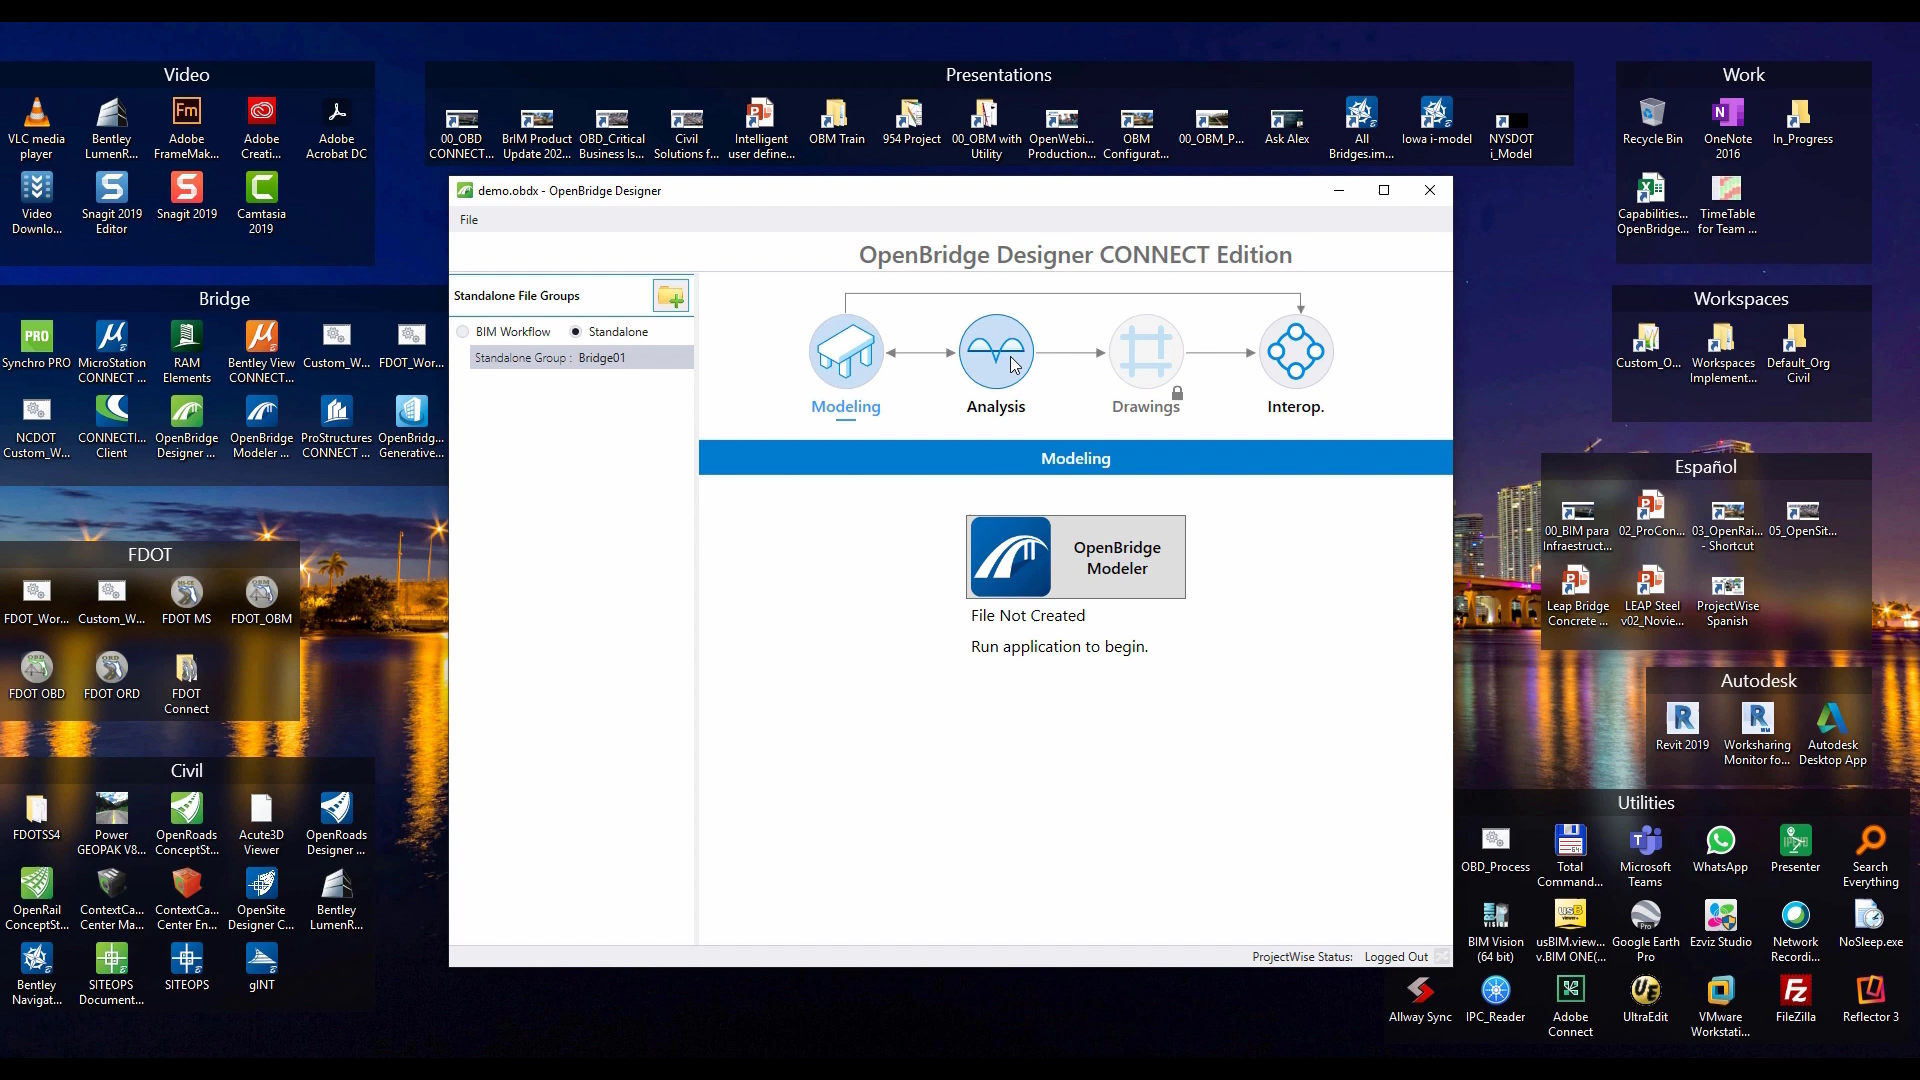 Video
VLC media player
Bentley LumenR...
Adobe FrameMak...
Adobe Creati...
Adobe Acrobat DC
Video Downlo...
Snagit 2019 Editor
Snagit 2019
Camtasia 2019
Presentations
00_OBD CONNECT...
BrIM Product Update 202...
OBD_Critical Business Is...
Civil Solutions f...
Intelligent user define...
OBM Train
954 Project
00_OBM with Utility
OpenWebi... Production...
OBM Configurat...
00_OBM_P...
Ask Alex
All Bridges.im...
Iowa i-model
NYSDOT i_Model
Work
Recycle Bin
OneNote 2016
In_Progress
Capabilities... OpenBridge...
TimeTable for Team ...
Bridge
PRO
Synchro PRO
MicroStation CONNECT ...
RAM Elements
Bentley View CONNECT...
Custom_W...
FDOT_Wor...
NCDOT Custom_W...
CONNECTI... Client
OpenBridge Designer ...
OpenBridge Modeler ...
ProStructures CONNECT ...
OpenBridg... Generative...
demo.obdx - OpenBridge Designer
File
OpenBridge Designer CONNECT Edition
Standalone File Groups
BIM Workflow
Standalone
Standalone Group : Bridge01
Modeling
Analysis
Drawings
Interop.
Modeling
OpenBridge Modeler
File Not Created
Run application to begin.
ProjectWise Status: Logged Out
Workspaces
Custom_O...
Workspaces Implement...
Default_Org Civil
Español
00_BIM para Infraestruct...
02_ProCon...
03_OpenRai... - Shortcut
05_OpenSit...
Leap Bridge Concrete ...
LEAP Steel v02_Novie...
ProjectWise Spanish
FDOT
FDOT_Wor...
Custom_W...
FDOT MS
FDOT_OBM
FDOT OBD
FDOT ORD
FDOT Connect
Autodesk
Revit 2019
Worksharing Monitor fo...
Autodesk Desktop App
Civil
FDOTSS4
Power GEOPAK V8...
OpenRoads ConceptSt...
Acute3D Viewer
OpenRoads Designer ...
OpenRail ConceptSt...
ContextCa... Center Ma...
ContextCa... Center En...
OpenSite Designer C...
Bentley LumenR...
Bentley Navigat...
SITEOPS Document...
SITEOPS
gINT
Utilities
OBD_Process
Total Command...
Microsoft Teams
WhatsApp
Presenter
Search Everything
BIM Vision (64 bit)
usBIM.view... v.BIM ONE(...
Google Earth Pro
Ezviz Studio
Network Recordi...
NoSleep.exe
Allway Sync
IPC_Reader
Adobe Connect
UltraEdit
VMware Workstati...
FileZilla
Reflector 3